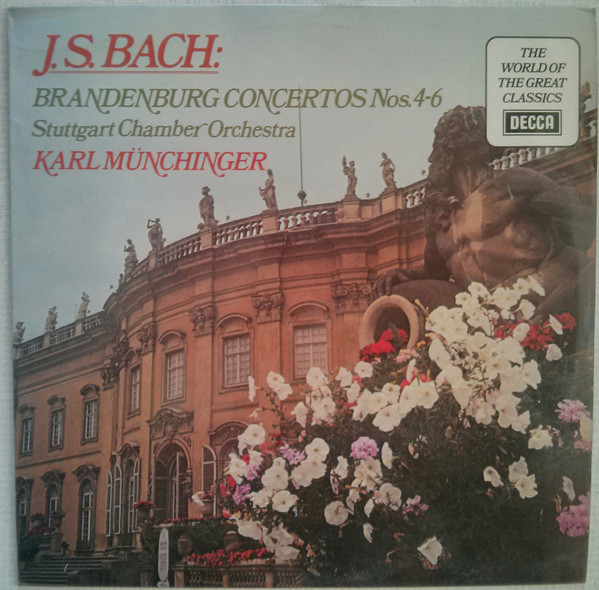 J.S. BACH:
BRANDENBURG CONCERTOS Nos. 4-6
Stuttgart Chamber Orchestra
KARL MÜNCHINGER
THE
WORLD OF
THE GREAT
CLASSICS
DECCA